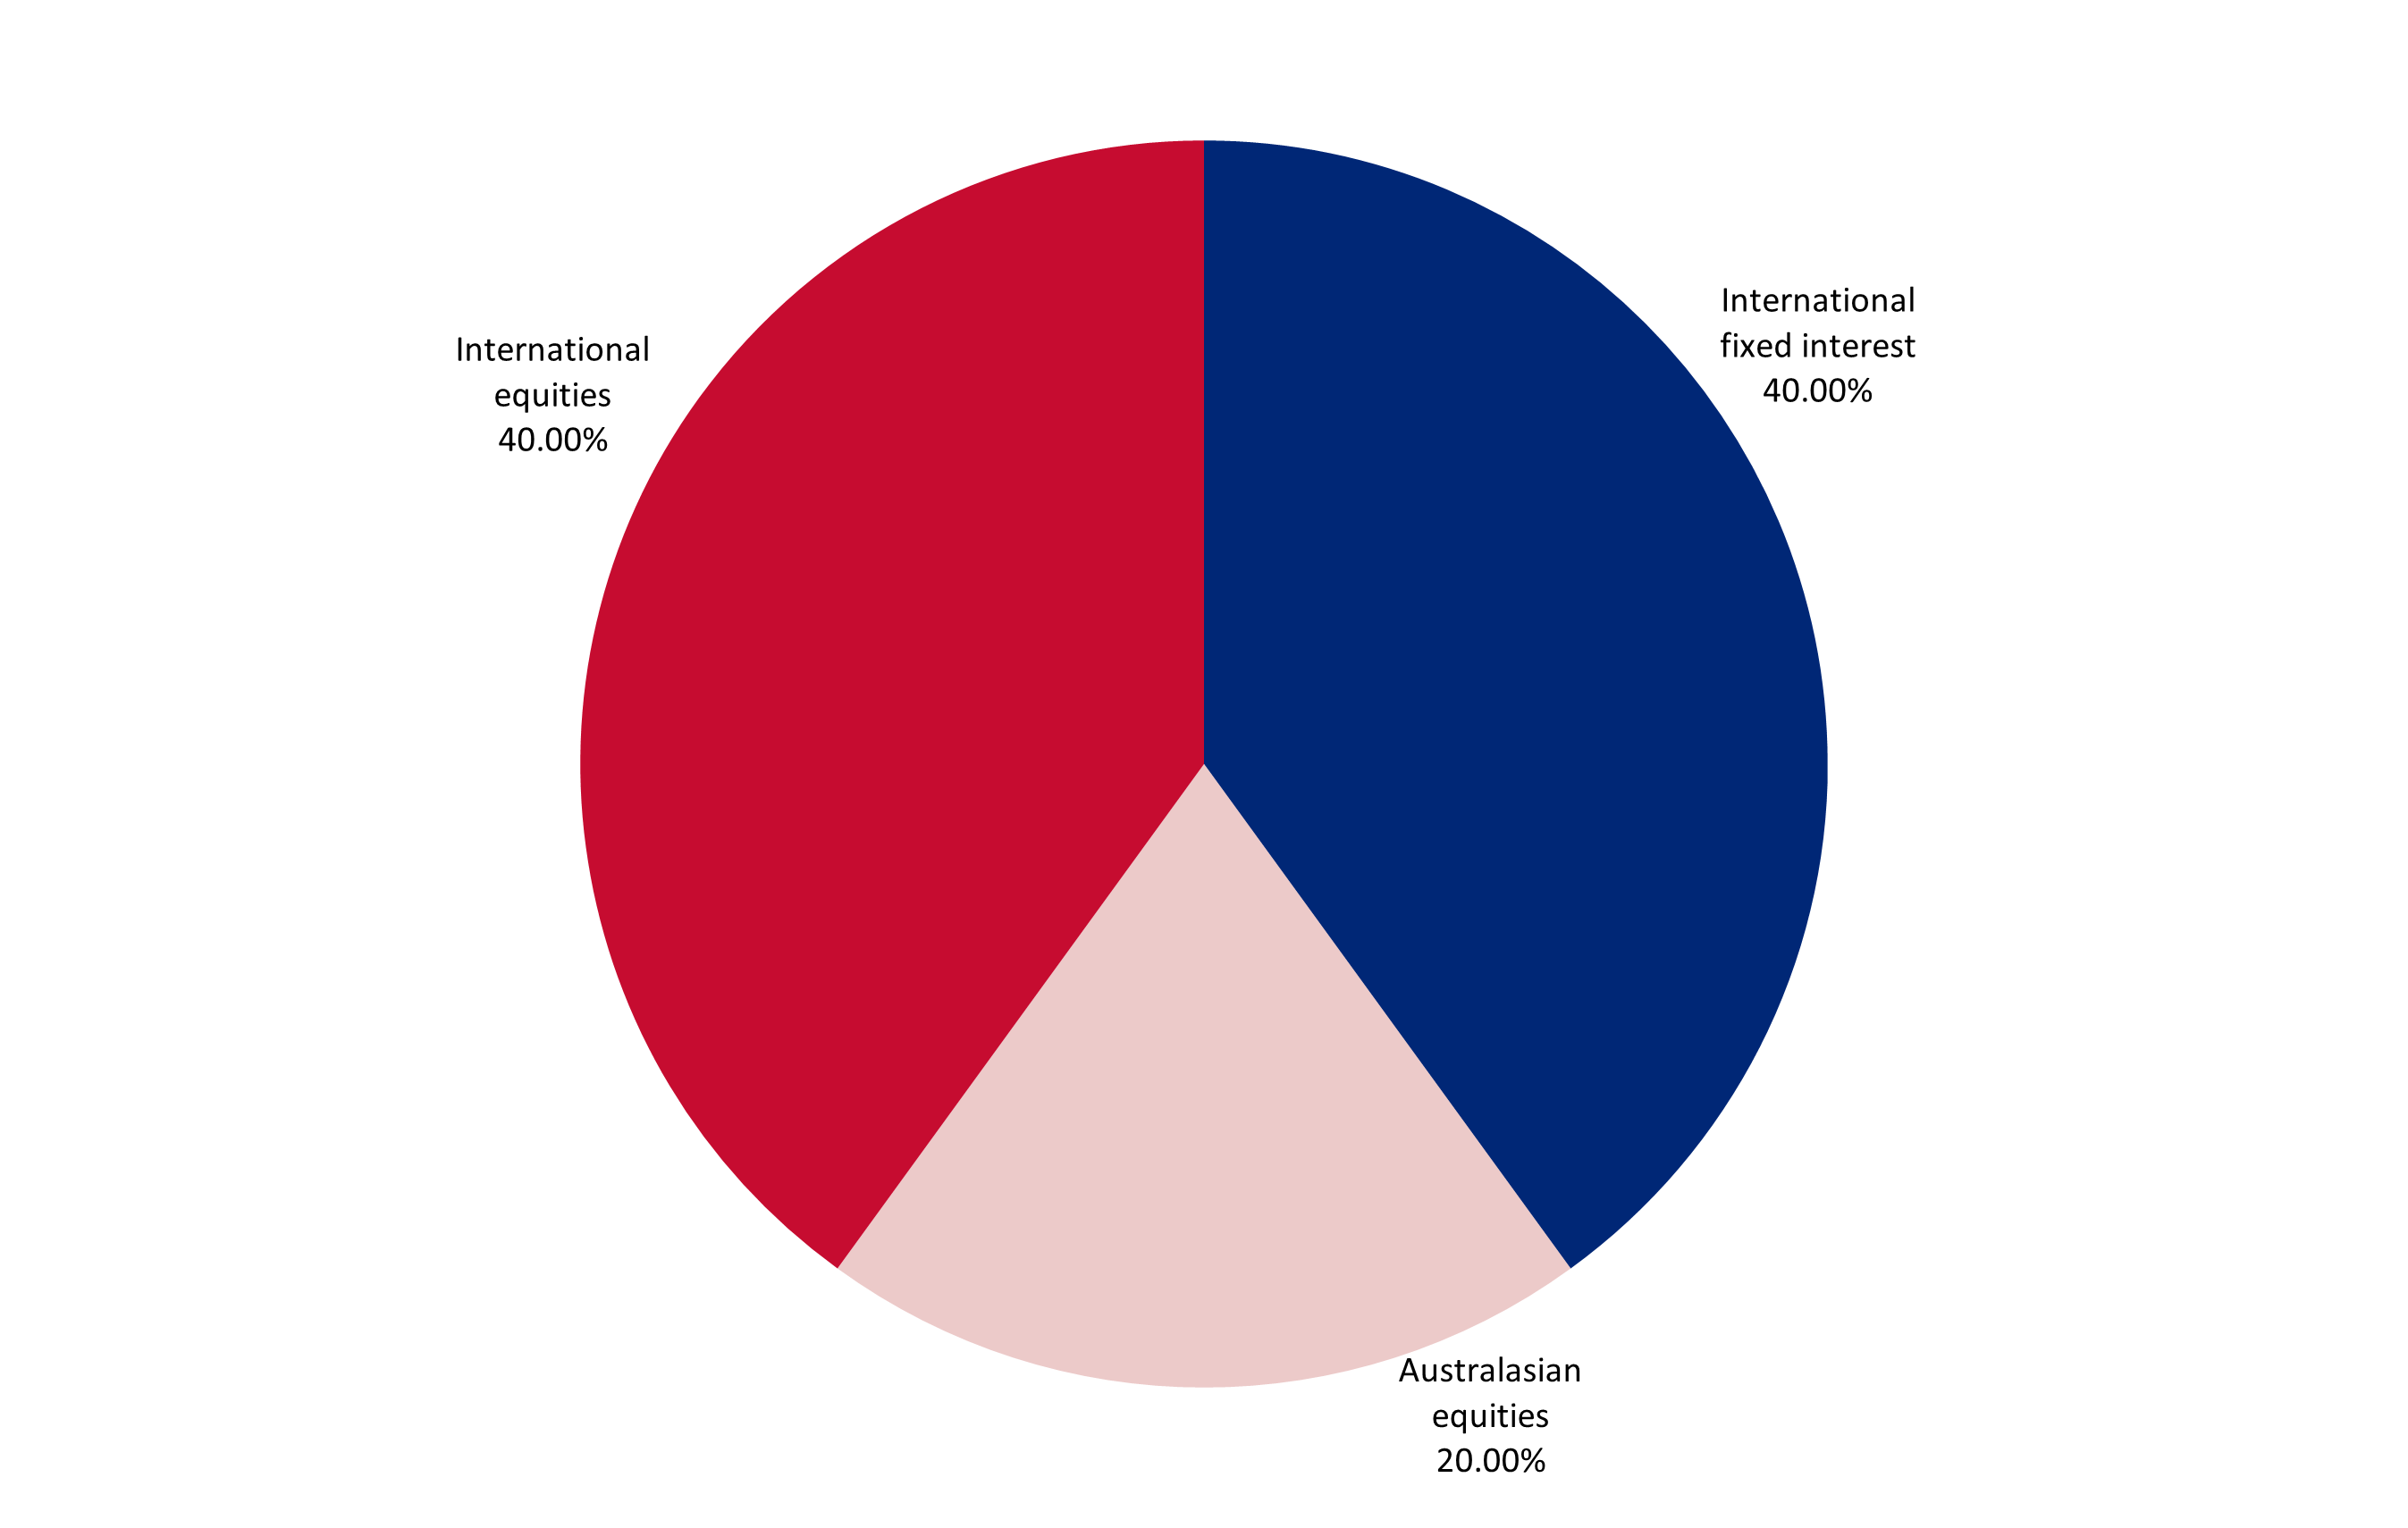 International
equities
40.00%
International
fixed interest
40.00%
Australasian
equities
20.00%